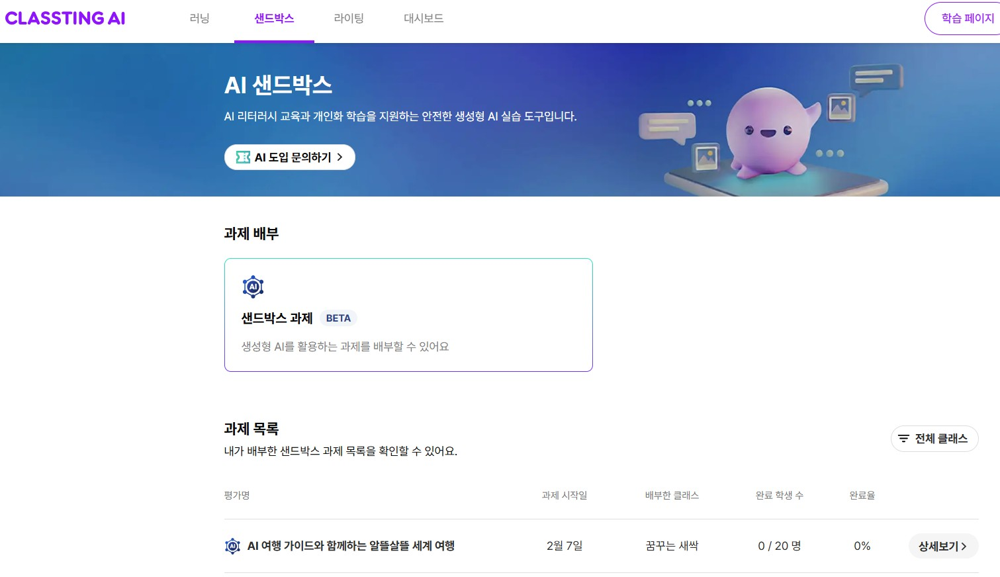 CLASSTING AI 러닝 샌드박스 라이팅 대시보드 학습 페이지
AI 샌드박스
AI 리터러시 교육과 개인화 학습을 지원하는 안전한 생성형 AI 실습 도구입니다.
AI 도입 문의하기 >
과제 배부
AI
샌드박스 과제 BETA
생성형 AI를 활용하는 과제를 배부할 수 있어요
과제 목록
전체 클래스
내가 배부한 샌드박스 과제 목록을 확인할 수 있어요.
평가명 과제 시작일 배부한 클래스 완료 학생 수 완료율
AI AI 여행 가이드와 함께하는 알뜰살뜰 세계 여행 2월 7일 꿈꾸는 새싹 0 / 20 명 0% 상세보기 >